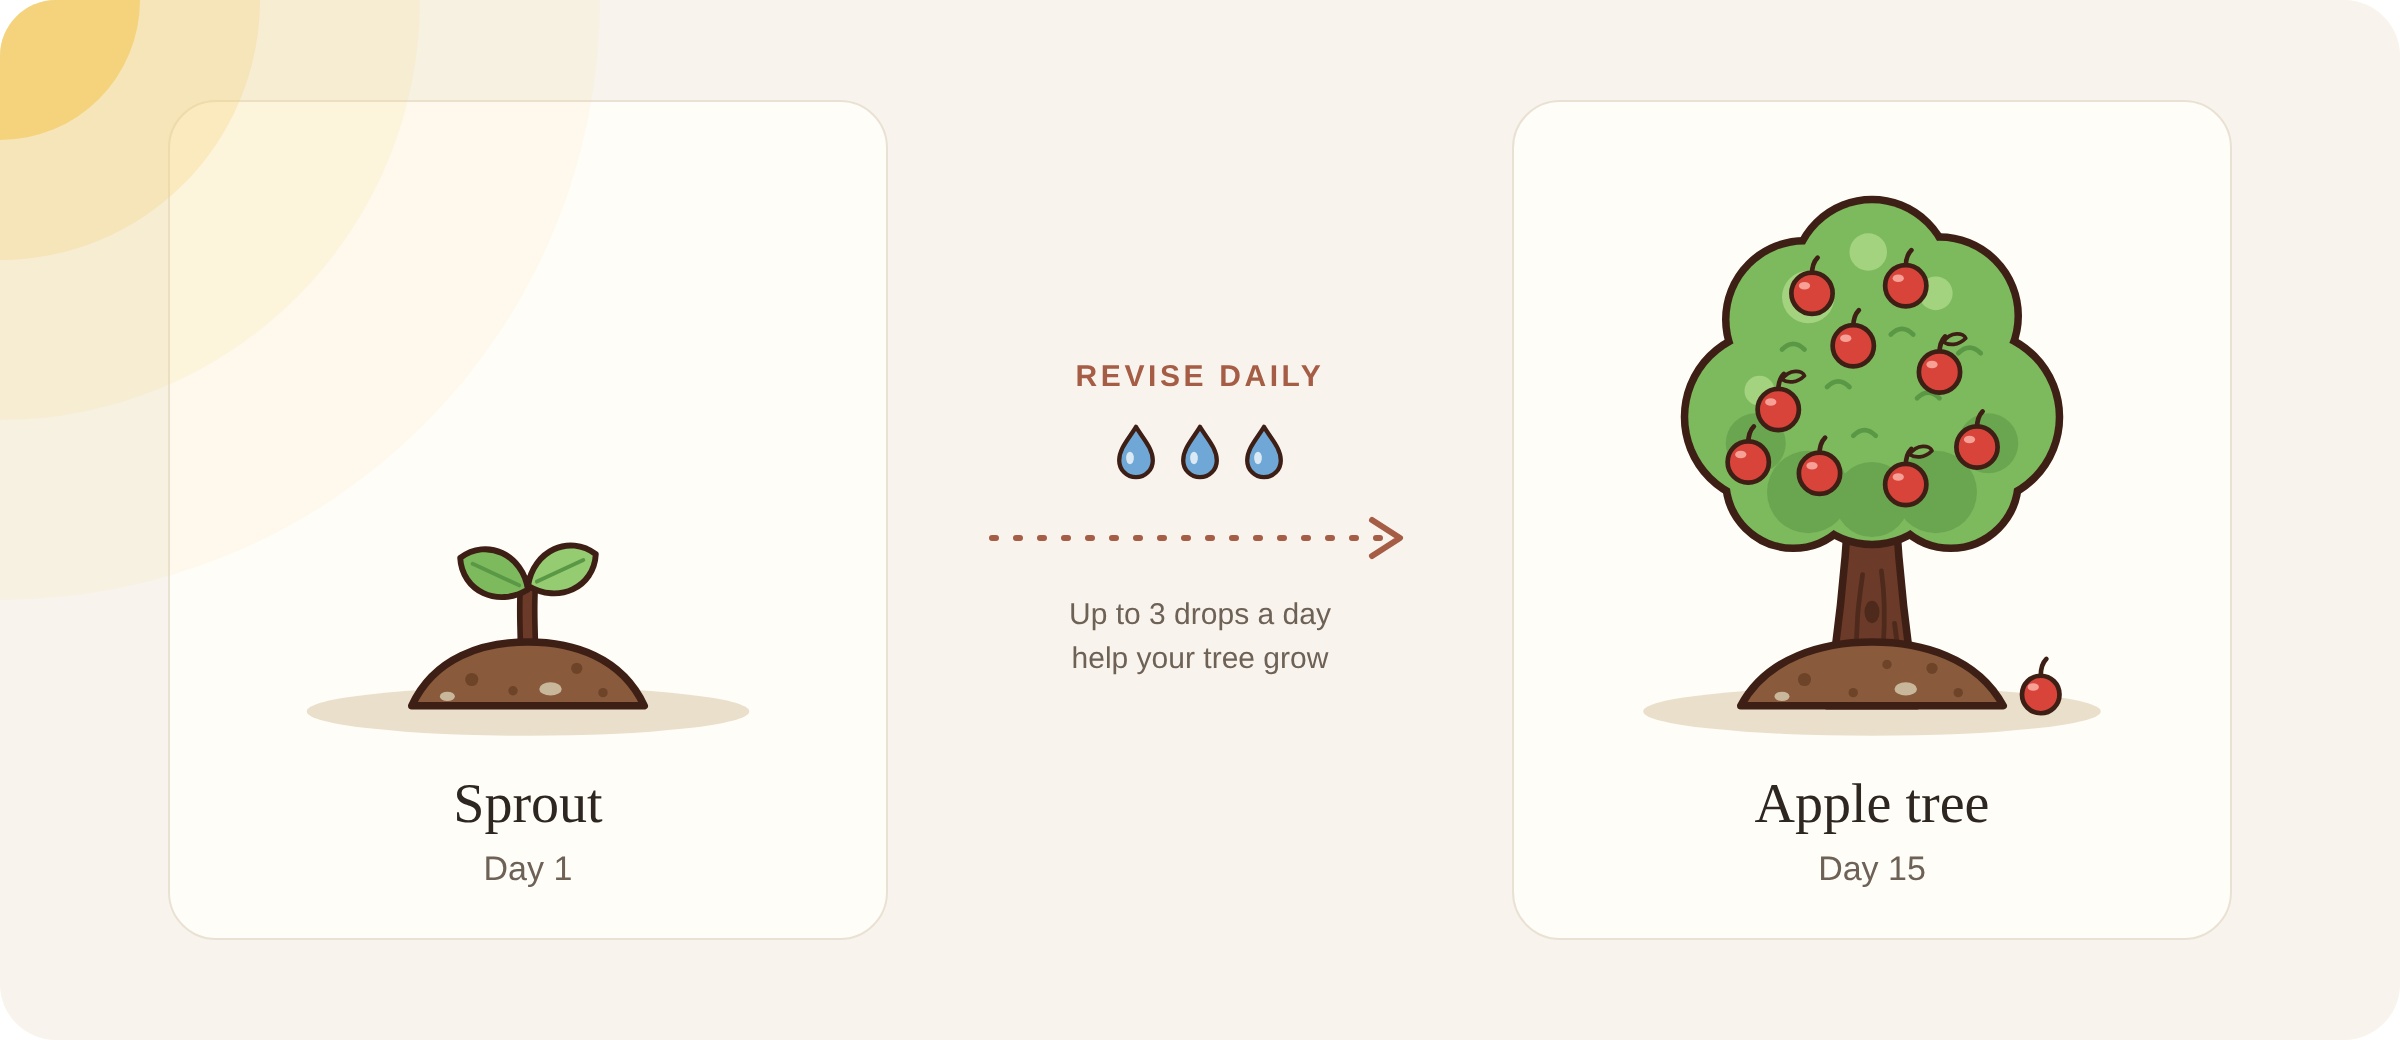 REVISE DAILY
Up to 3 drops a day
help your tree grow
Sprout
Day 1
Apple tree
Day 15